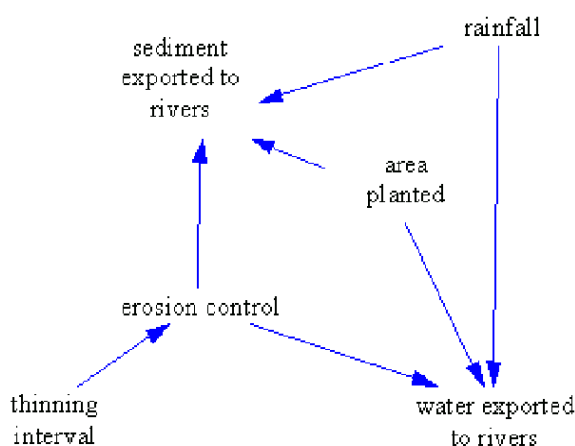 rainfall
sediment
exported to
rivers
area
planted
erosion control
thinning
interval
water exported
to rivers